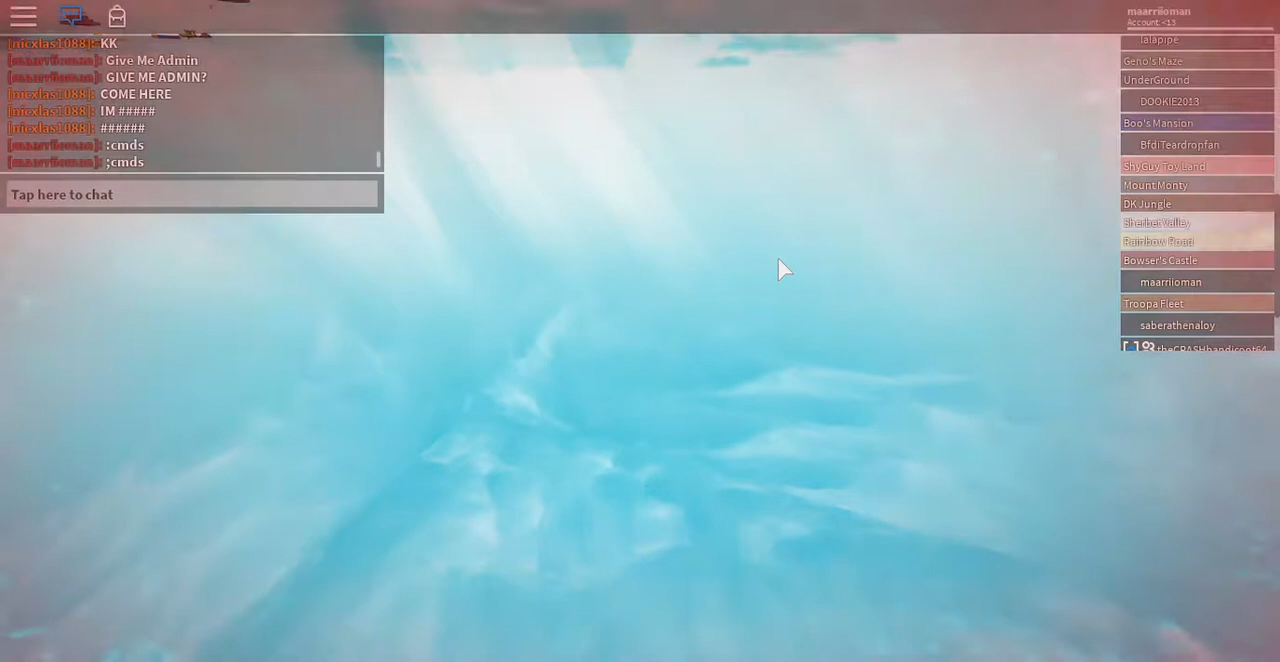 [nicxlas1088]: KK
[maarriioman]: Give Me Admin
[maarriioman]: GIVE ME ADMIN?
[nicxlas1088]: COME HERE
[nicxlas1088]: IM #####
[nicxlas1088]: ######
[maarriioman]: :cmds
[maarriioman]: ;cmds
Tap here to chat
maarriioman
Account: <13
lalapipe
Geno's Maze
UnderGround
DOOKIE2013
Boo's Mansion
BfdiTeardropfan
ShyGuy Toy Land
Mount Monty
DK Jungle
Sherbet Valley
Rainbow Road
Bowser's Castle
maarriioman
Troopa Fleet
saberathenaloy
theCRASHbandicoot64